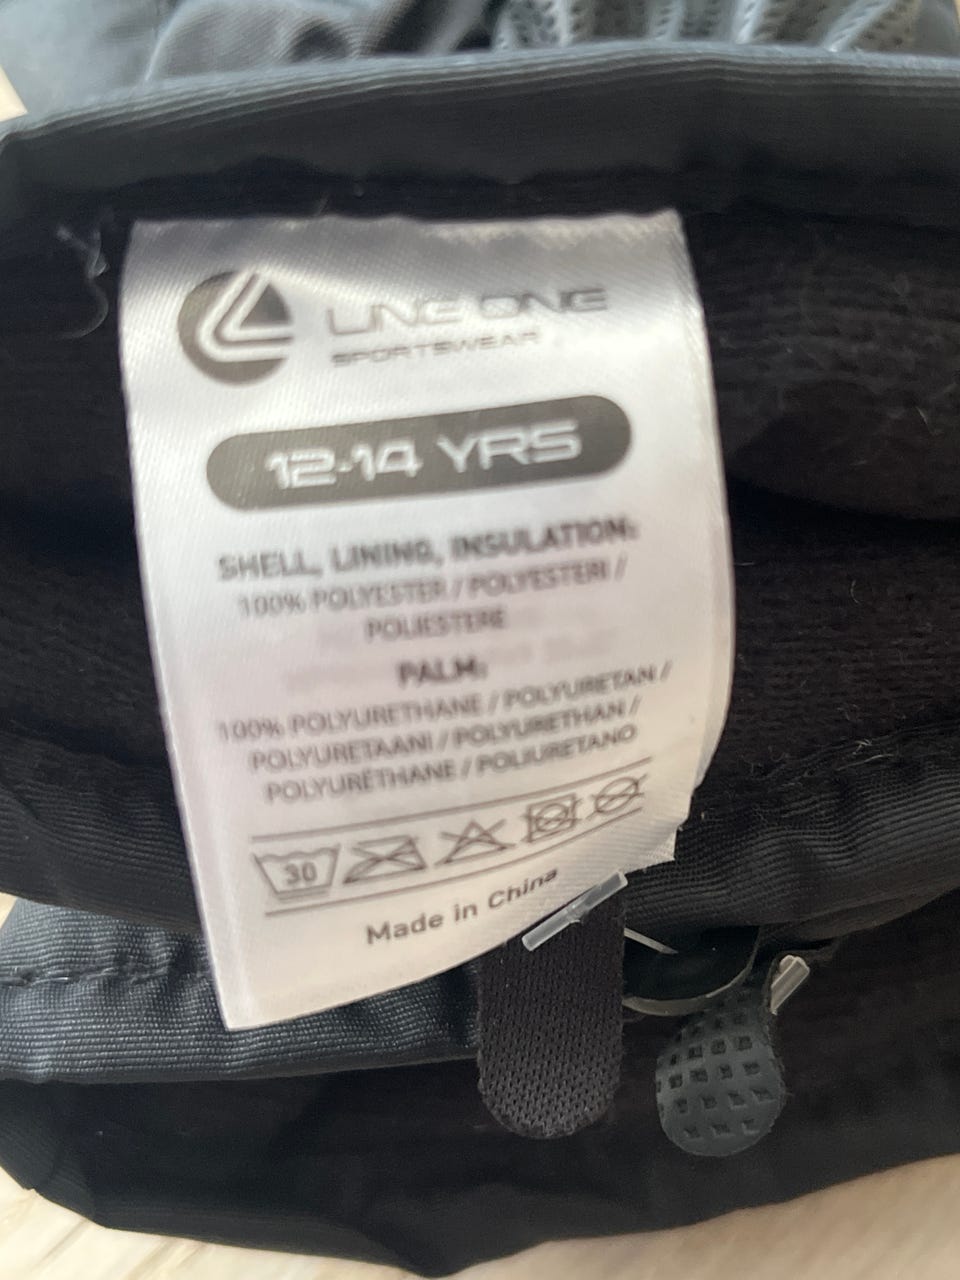 LINE ONE
SPORTSWEAR
12-14 YRS
SHELL, LINING, INSULATION:
100% POLYESTER / POLYESTERI /
POLIESTERE
PALM:
100% POLYURETHANE / POLYURETAN /
POLYURETAANI / POLYURETHAN /
POLYURÉTHANE / POLIURETANO
30
Made in China